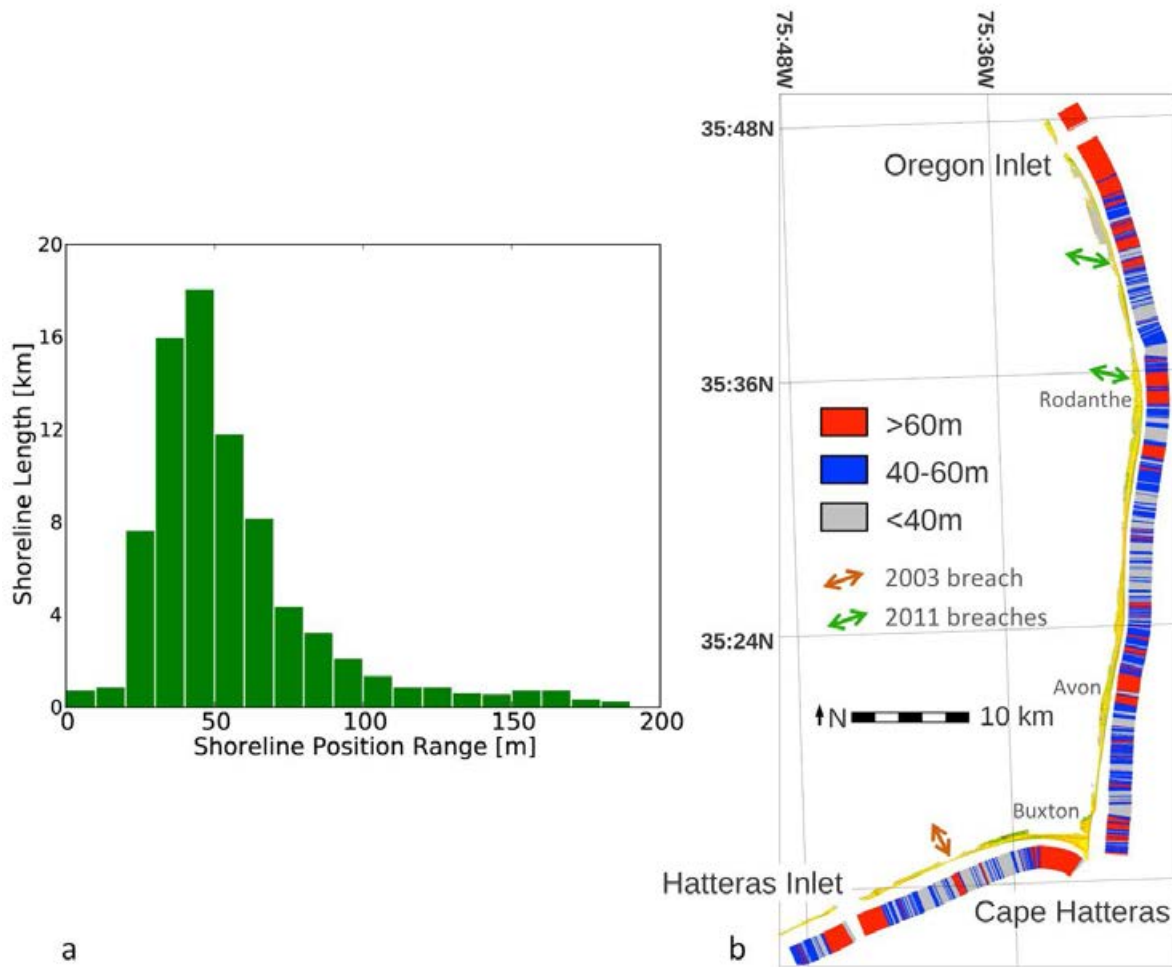 20
16
12
8
4
0
Shoreline Length [km]
0 50 100 150 200
Shoreline Position Range [m]
a
75:48W
75:36W
35:48N
Oregon Inlet
35:36N
Rodanthe
>60m
40-60m
<40m
2003 breach
2011 breaches
35:24N
Avon
N 10 km
Buxton
Hatteras Inlet
Cape Hatteras
b